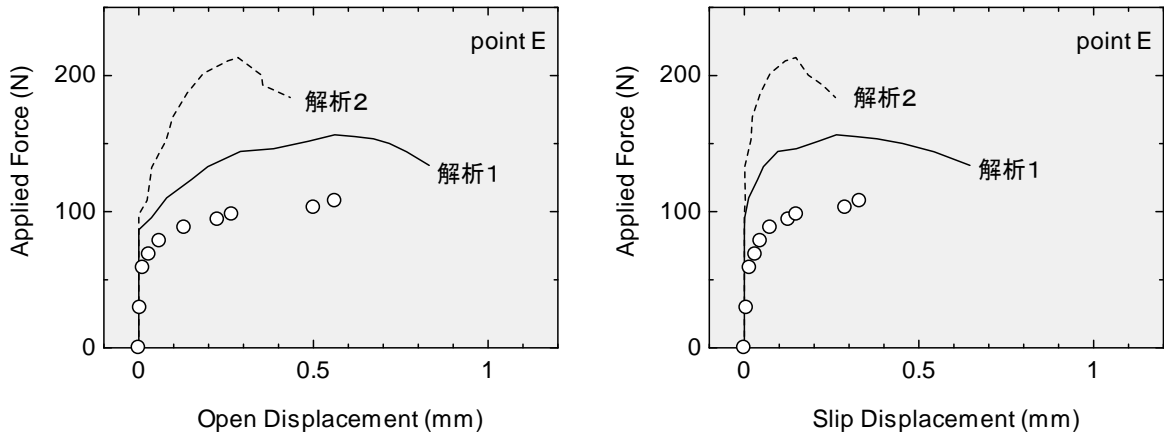 Applied Force (N)
200
100
0
0
0.5
1
Open Displacement (mm)
point E
解析2
解析1
Applied Force (N)
200
100
0
0
0.5
1
Slip Displacement (mm)
point E
解析2
解析1